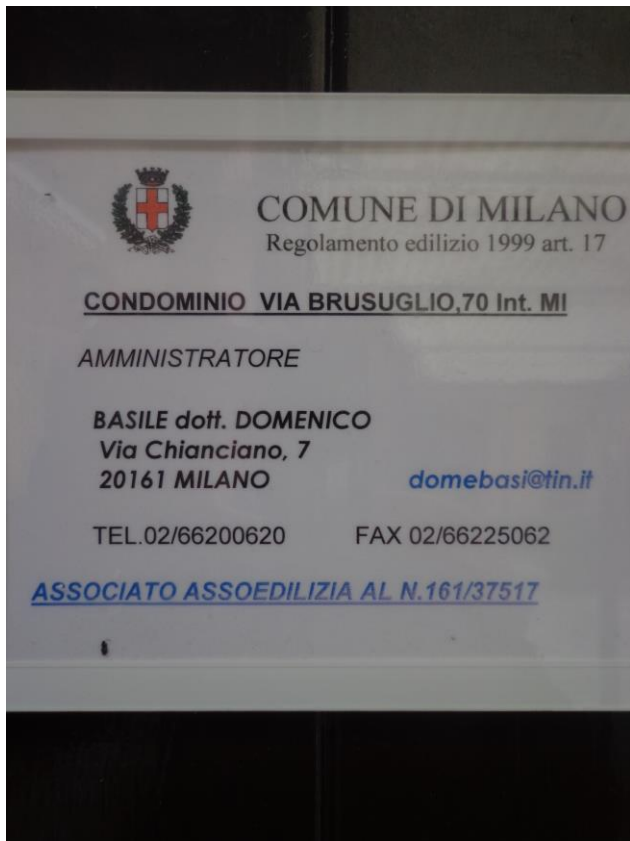 COMUNE DI MILANO
Regolamento edilizio 1999 art. 17
CONDOMINIO VIA BRUSUGLIO,70 Int. MI
AMMINISTRATORE
BASILE dott. DOMENICO
Via Chianciano, 7
20161 MILANO domebasi@tin.it
TEL.02/66200620 FAX 02/66225062
ASSOCIATO ASSOEDILIZIA AL N.161/37517